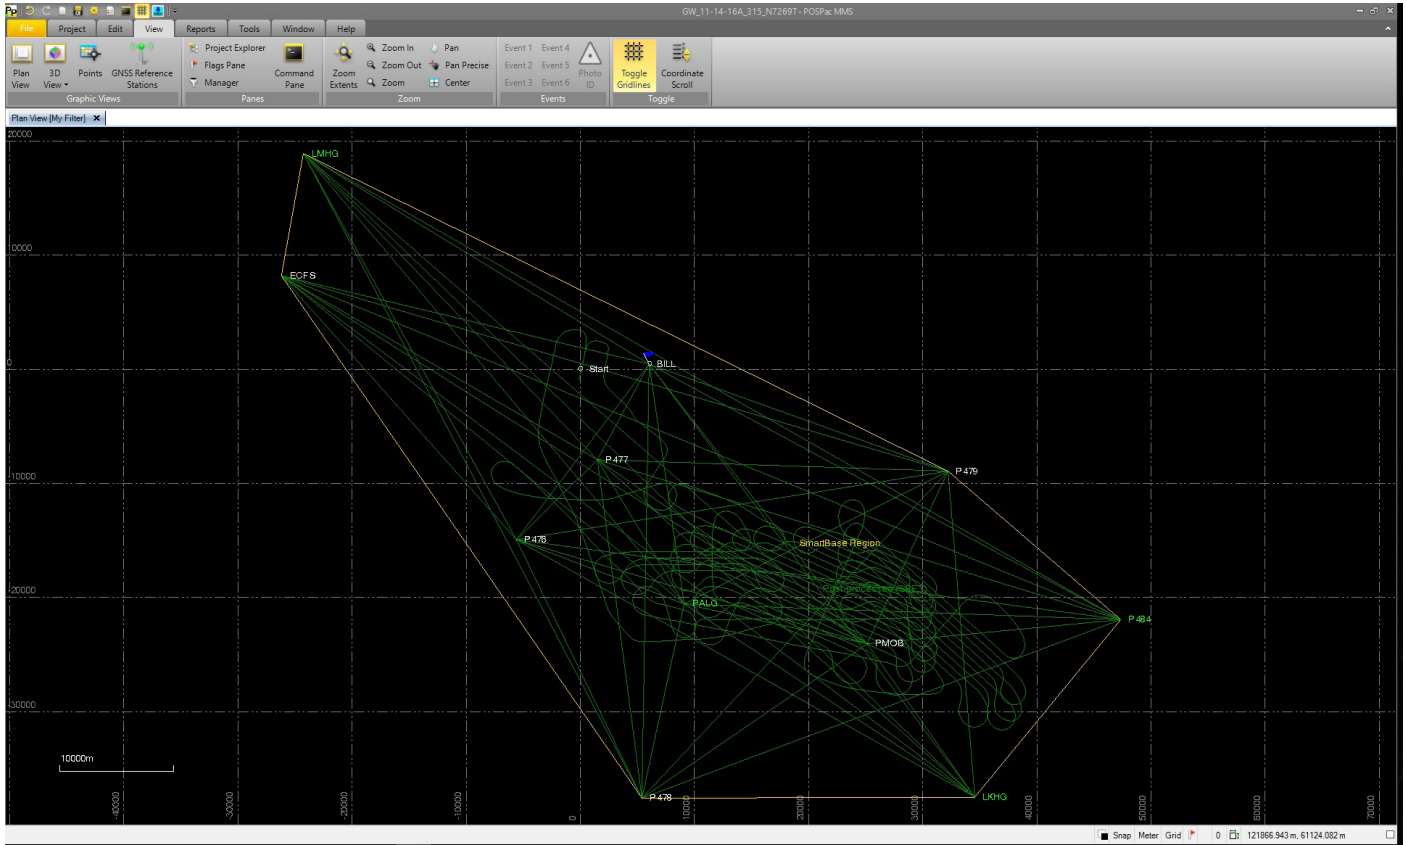 GW_11-14-16A_315_N7269T - POSPac MMS
File Project Edit View Reports Tools Window Help
Plan View
3D View
Points
GNSS Reference Stations
Graphic Views
Project Explorer
Flags Pane
Manager
Command Pane
Panes
Zoom Extents
Zoom In
Zoom Out
Zoom
Pan
Pan Precise
Center
Zoom
Event 1 Event 4
Event 2 Event 5
Event 3 Event 6
Photo ID
Events
Toggle Gridlines
Coordinate Scroll
Toggle
Plan View [My Filter]
20000
LMHG
10000
ECFS
0
Start
BILL
P477
-10000
P479
P476
SmartBase Region
-20000
PALG
P484
PMOB
-30000
10000m
P478
LKHG
-40000
-30000
-20000
-10000
0
10000
20000
30000
40000
50000
60000
70000
Snap Meter Grid 0 121866.943 m, 61124.082 m